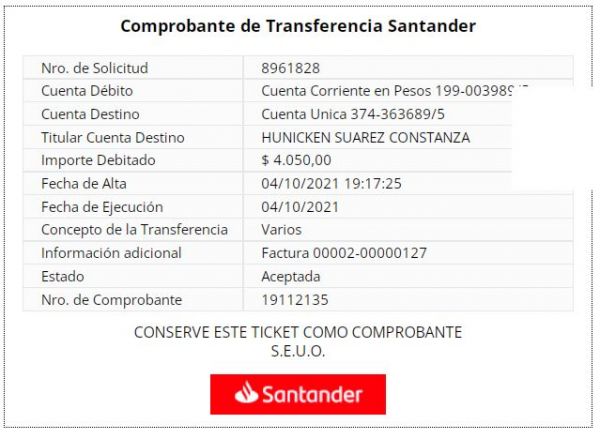 Comprobante de Transferencia Santander
Nro. de Solicitud 8961828
Cuenta Débito Cuenta Corriente en Pesos
Cuenta Destino Cuenta Unica 374-363689/5
Titular Cuenta Destino HUNICKEN SUAREZ CONSTANZA
Importe Debitado $ 4.050,00
Fecha de Alta 04/10/2021 19:17:25
Fecha de Ejecución 04/10/2021
Concepto de la Transferencia Varios
Información adicional Factura 00002-00000127
Estado Aceptada
Nro. de Comprobante 19112135
CONSERVE ESTE TICKET COMO COMPROBANTE
S.E.U.O.
Santander